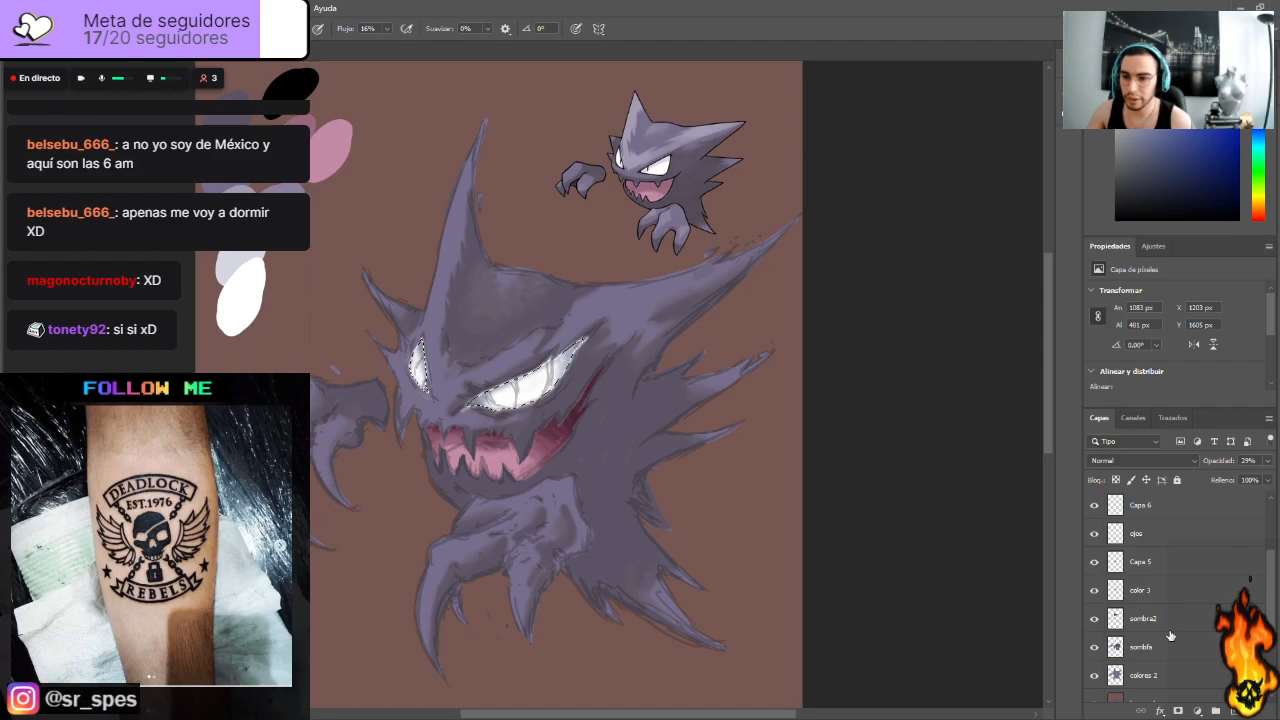 Meta de seguidores
17/20 seguidores
En directo
3
belsebu_666_: a no yo soy de México y
aquí son las 6 am
belsebu_666_: apenas me voy a dormir
XD
magonocturnoby: XD
tonety92: si si xD
FOLLOW ME
DEADLOCK
EST.1976
REBELS
@sr_spes
Ayuda
Flujo: 16%
Suavizar: 0%
0°
Propiedades
Ajustes
Capa de píxeles
Transformar
An 1083 px
X 1203 px
Al 481 px
Y 1605 px
0.00°
Alinear y distribuir
Alinear:
Capas
Canales
Trazados
Tipo
Normal
Opacidad: 29%
Bloq.:
Relleno: 100%
Capa 6
ojos
Capa 5
color 3
sombra2
sombfa
colores 2
fx